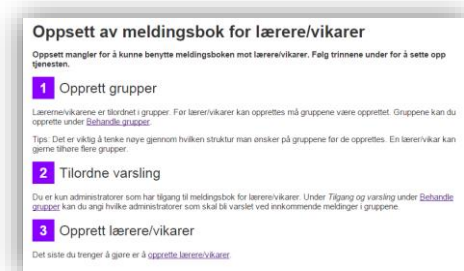 Oppsett av meldingsbok for lærere/vikarer
Oppsett mangler for å kunne benytte meldingsboken mot lærere/vikarer. Følg trinnene under for å sette opp
tjenesten.
1 Opprett grupper
Lærerne/vikarene er tilordnet i grupper. Før lærer/vikarer kan opprettes må gruppene være opprettet. Gruppene kan du
opprette under Behandle grupper.
Tips: Det er viktig å tenke nøye gjennom hvilken struktur man ønsker på gruppene før de opprettes. En lærer/vikar kan
gjerne tilhøre flere grupper.
2 Tilordne varsling
Du er kun administratorer som har tilgang til meldingsbok for lærere/vikarer. Under Tilgang og varsling under Behandle
grupper kan du angi hvilke administratorer som skal bli varslet ved innkommende meldinger i gruppene.
3 Opprett lærere/vikarer
Det siste du trenger å gjøre er å opprette lærere/vikarer.